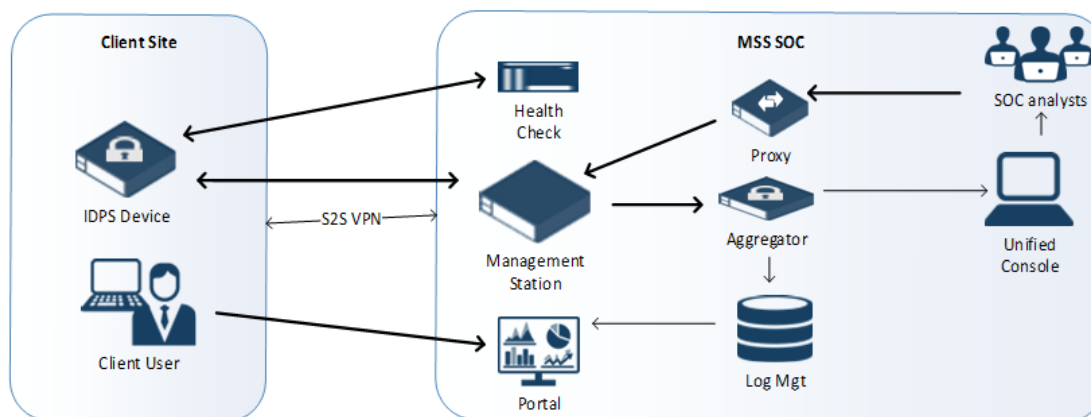 Client Site
MSS SOC
Health
Check
SOC analysts
Proxy
IDPS Device
S2S VPN
Management
Station
Aggregator
Unified
Console
Client User
Portal
Log Mgt